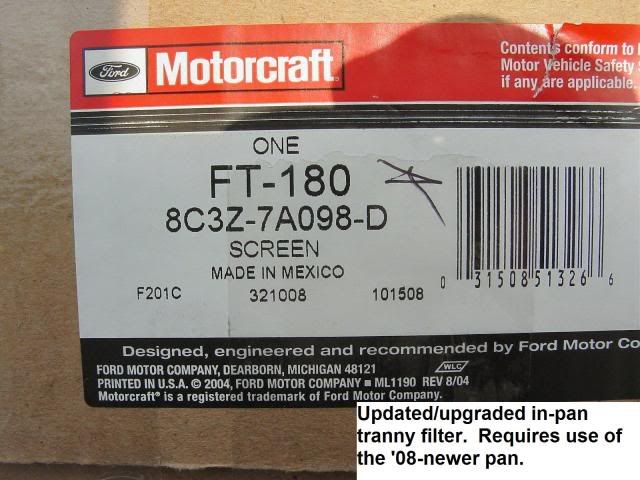 Ford
Motorcraft
Contents conform to
Motor Vehicle Safety
if any are applicable.
ONE
FT-180
8C3Z-7A098-D
SCREEN
MADE IN MEXICO
F201C 321008 101508
0 31508 51326 6
Designed, engineered and recommended by Ford Motor Co
FORD MOTOR COMPANY, DEARBORN, MICHIGAN 48121
WLC
PRINTED IN U.S.A. © 2004, FORD MOTOR COMPANY ■ ML1190 REV 8/04
Motorcraft® is a registered trademark of Ford Motor Company.
Updated/upgraded in-pan
tranny filter. Requires use of
the '08-newer pan.